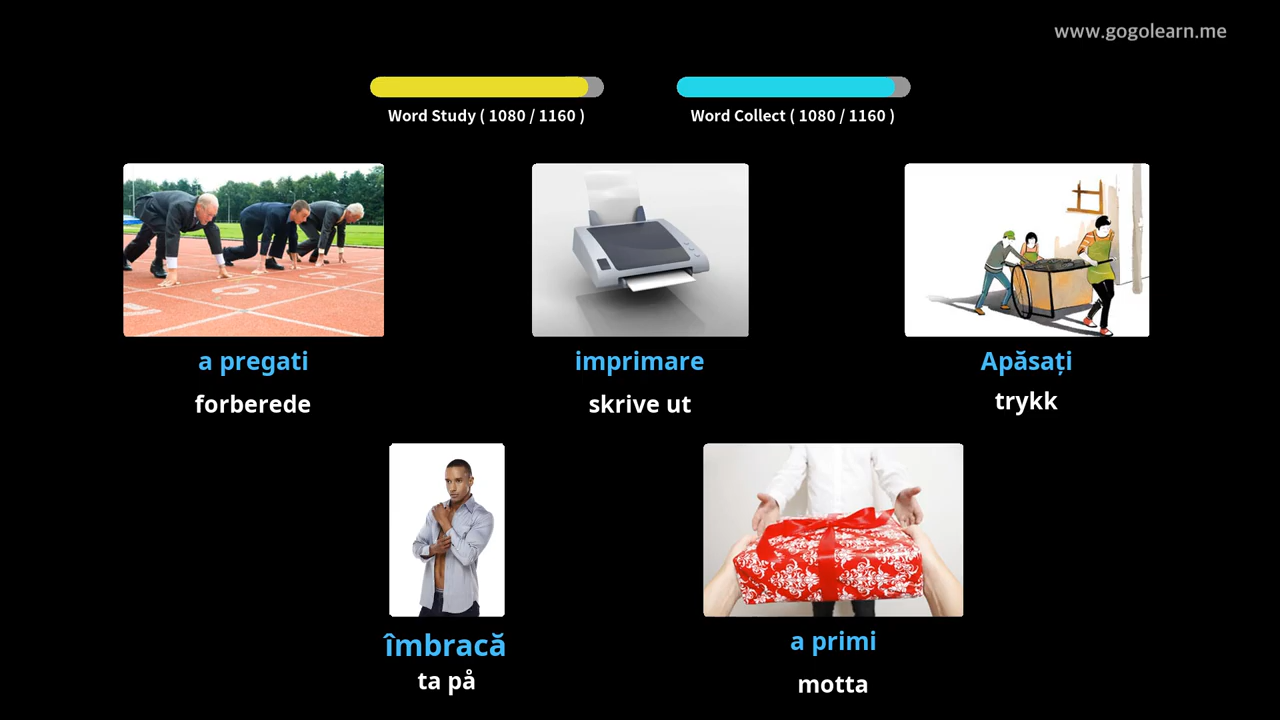 www.gogolearn.me
Word Study ( 1080 / 1160 )
Word Collect ( 1080 / 1160 )
a pregati
forberede
imprimare
skrive ut
Apăsați
trykk
îmbracă
ta på
a primi
motta